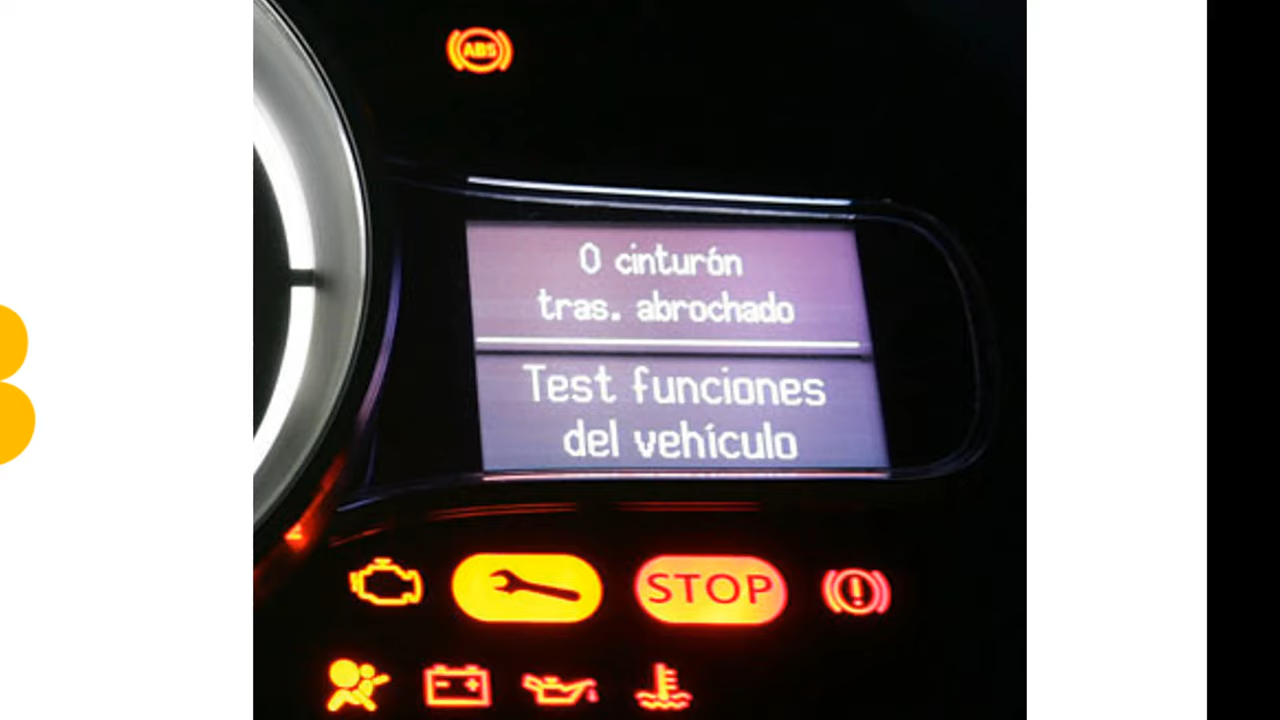 ABS
0 cinturón
tras. abrochado
Test funciones
del vehículo
STOP